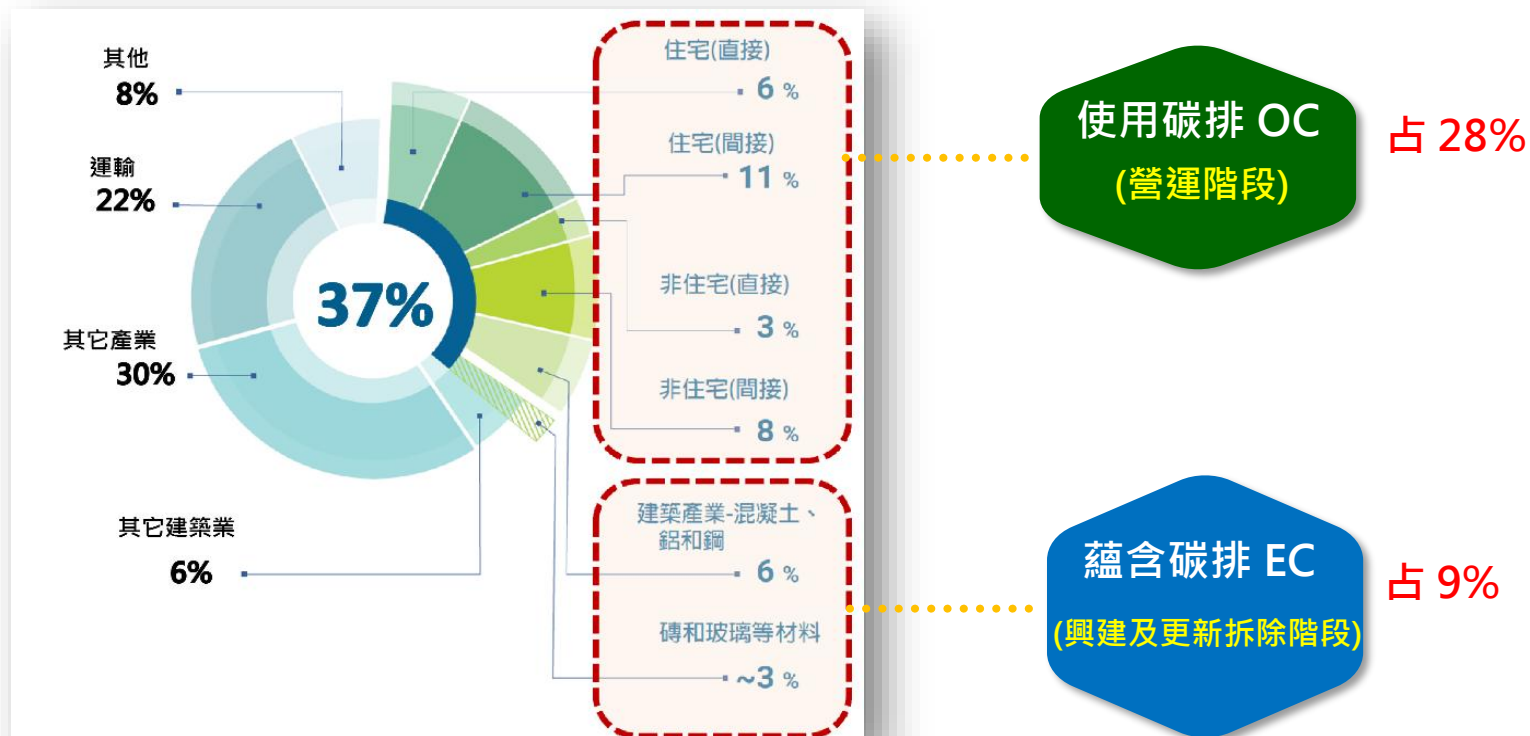 其他
8%
運輸
22%
其它產業
30%
其它建築業
6%
37%
住宅(直接)
6 %
住宅(間接)
11 %
非住宅(直接)
3 %
非住宅(間接)
8 %
建築產業-混凝土、
鋁和鋼
6 %
磚和玻璃等材料
~3 %
使用碳排 OC
(營運階段)
占 28%
蘊含碳排 EC
(興建及更新拆除階段)
占 9%